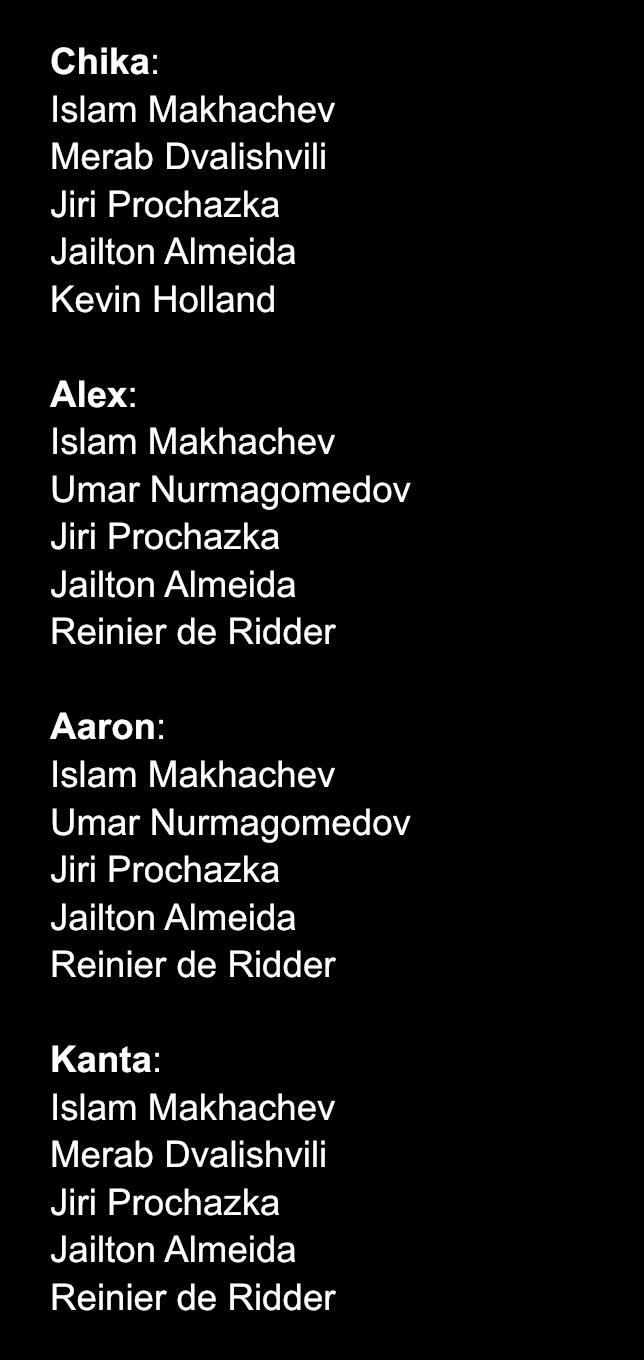 Chika:
Islam Makhachev
Merab Dvalishvili
Jiri Prochazka
Jailton Almeida
Kevin Holland
Alex:
Islam Makhachev
Umar Nurmagomedov
Jiri Prochazka
Jailton Almeida
Reinier de Ridder
Aaron:
Islam Makhachev
Umar Nurmagomedov
Jiri Prochazka
Jailton Almeida
Reinier de Ridder
Kanta:
Islam Makhachev
Merab Dvalishvili
Jiri Prochazka
Jailton Almeida
Reinier de Ridder